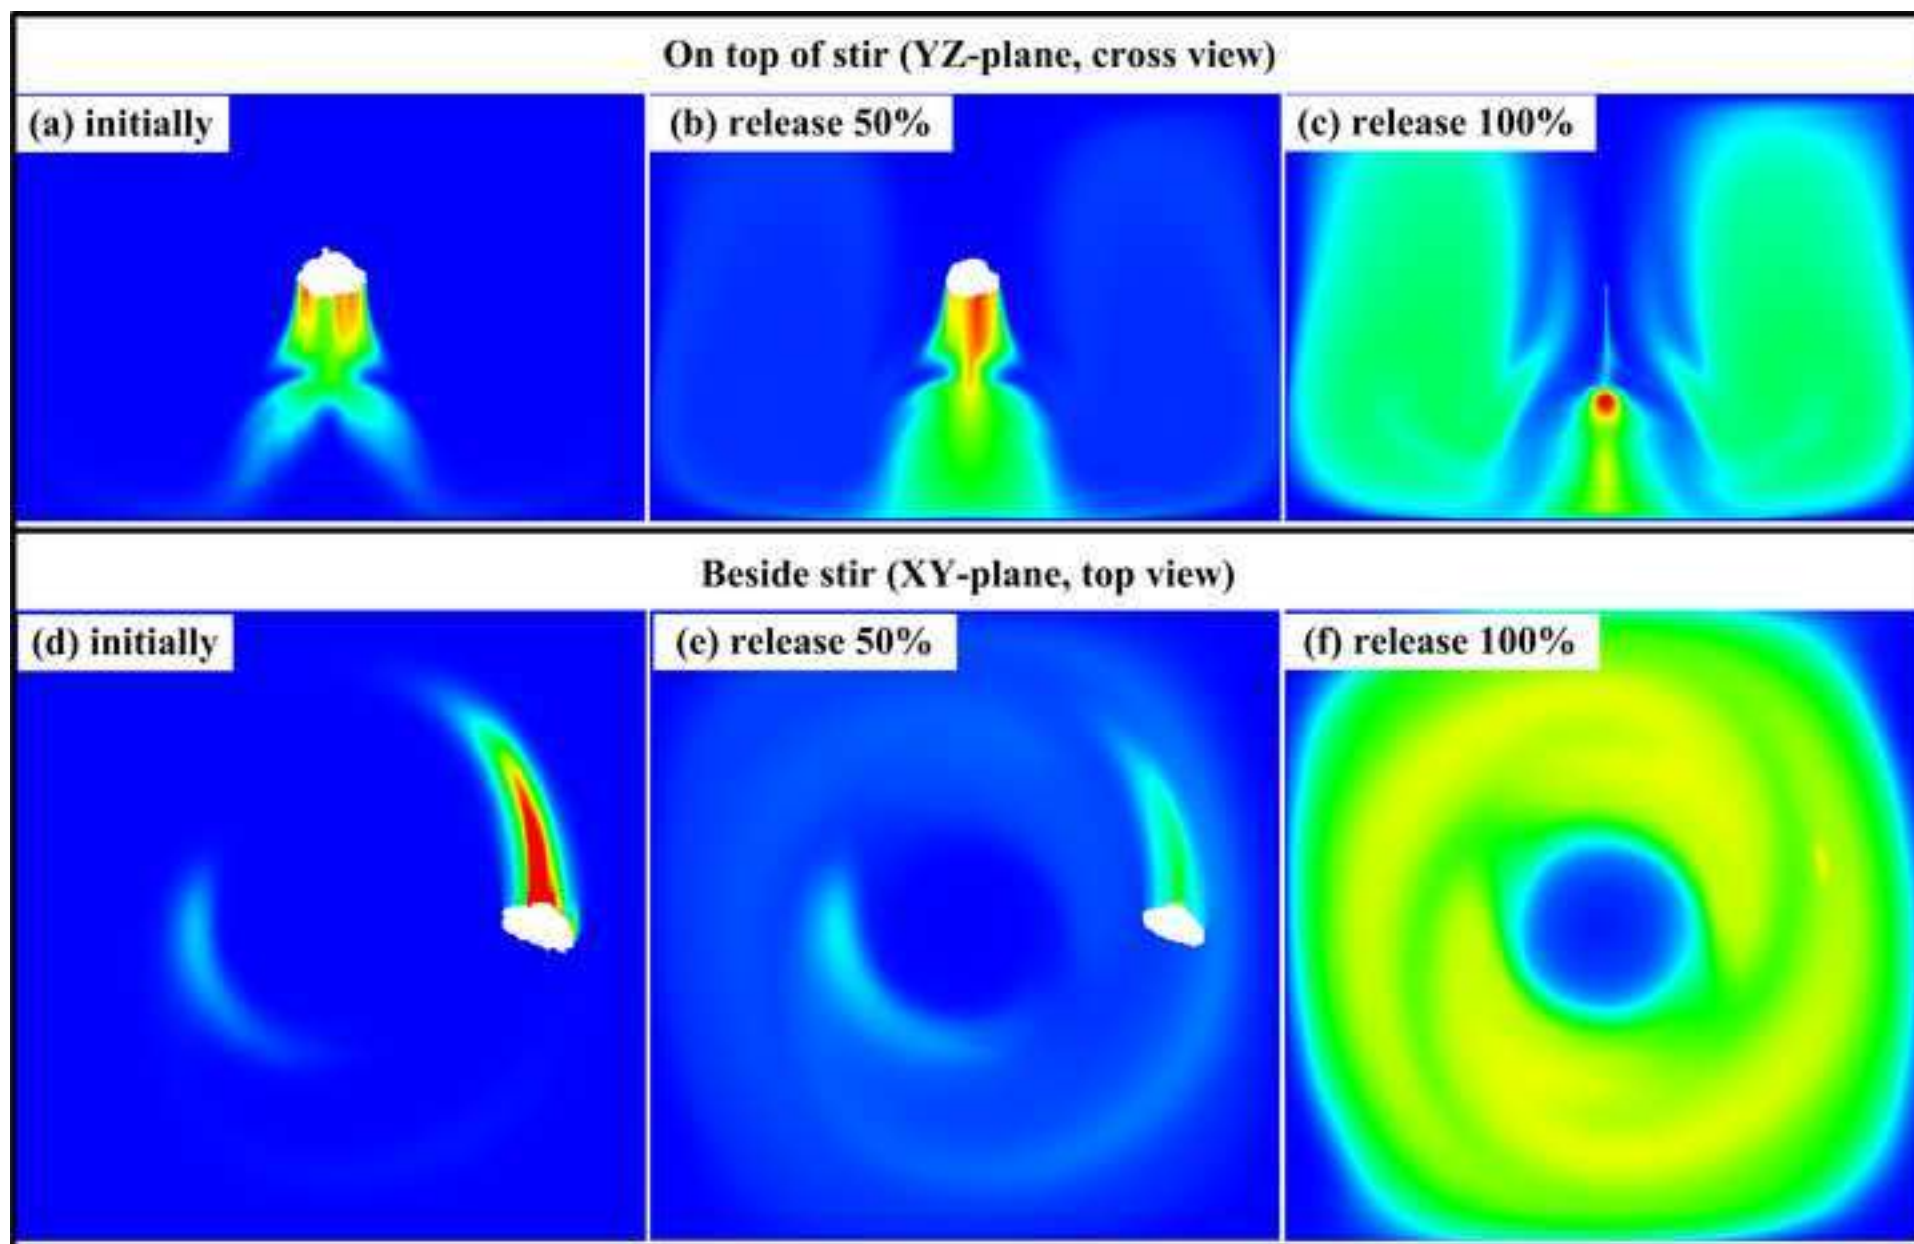 On top of stir (YZ-plane, cross view)
(a) initially
(b) release 50%
(c) release 100%
Beside stir (XY-plane, top view)
(d) initially
(e) release 50%
(f) release 100%